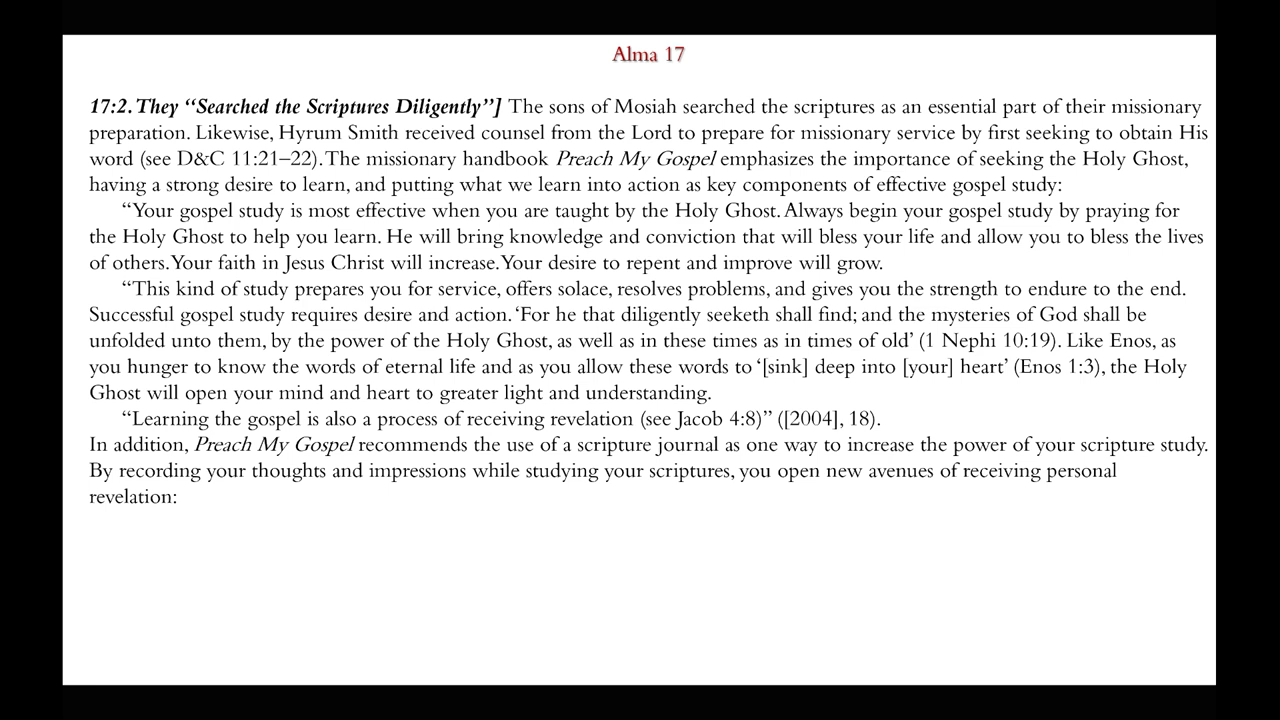 Alma 17
17:2. They “Searched the Scriptures Diligently”] The sons of Mosiah searched the scriptures as an essential part of their missionary
preparation. Likewise, Hyrum Smith received counsel from the Lord to prepare for missionary service by first seeking to obtain His
word (see D&C 11:21–22). The missionary handbook Preach My Gospel emphasizes the importance of seeking the Holy Ghost,
having a strong desire to learn, and putting what we learn into action as key components of effective gospel study:
“Your gospel study is most effective when you are taught by the Holy Ghost. Always begin your gospel study by praying for
the Holy Ghost to help you learn. He will bring knowledge and conviction that will bless your life and allow you to bless the lives
of others. Your faith in Jesus Christ will increase. Your desire to repent and improve will grow.
“This kind of study prepares you for service, offers solace, resolves problems, and gives you the strength to endure to the end.
Successful gospel study requires desire and action. ‘For he that diligently seeketh shall find; and the mysteries of God shall be
unfolded unto them, by the power of the Holy Ghost, as well as in these times as in times of old’ (1 Nephi 10:19). Like Enos, as
you hunger to know the words of eternal life and as you allow these words to ‘[sink] deep into [your] heart’ (Enos 1:3), the Holy
Ghost will open your mind and heart to greater light and understanding.
“Learning the gospel is also a process of receiving revelation (see Jacob 4:8)” ([2004], 18).
In addition, Preach My Gospel recommends the use of a scripture journal as one way to increase the power of your scripture study.
By recording your thoughts and impressions while studying your scriptures, you open new avenues of receiving personal
revelation: